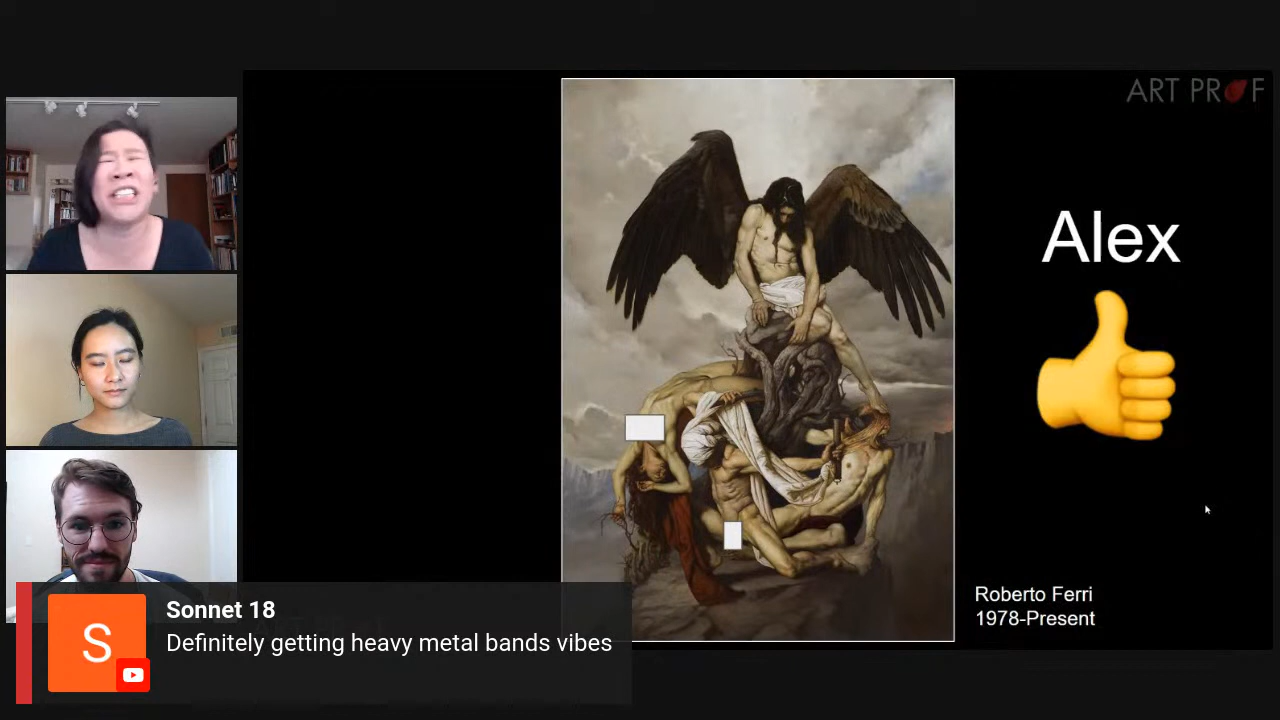 ART PROF
Alex
Roberto Ferri
1978-Present
S
Sonnet 18
Definitely getting heavy metal bands vibes